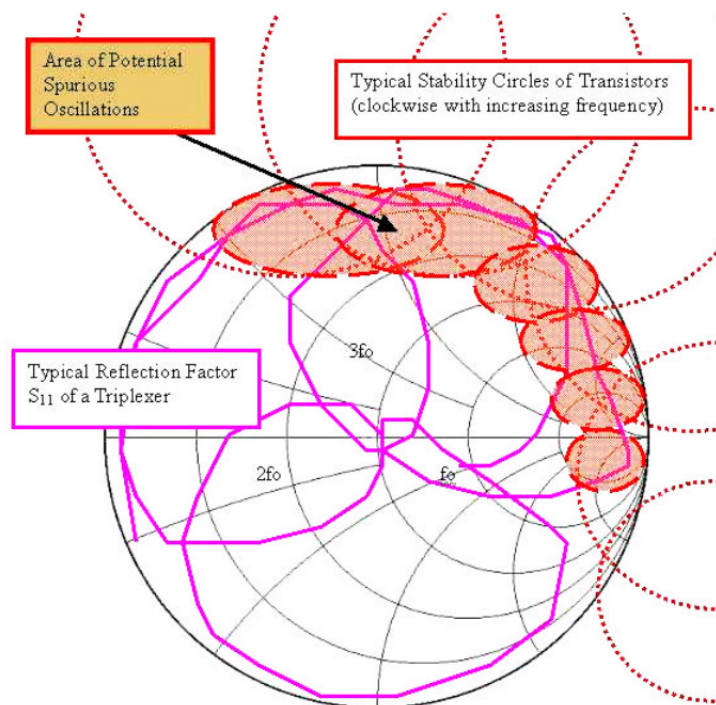 Area of Potential
Spurious
Oscillations
Typical Stability Circles of Transistors
(clockwise with increasing frequency)
3fo
Typical Reflection Factor
S11 of a Triplexer
2fo
fo